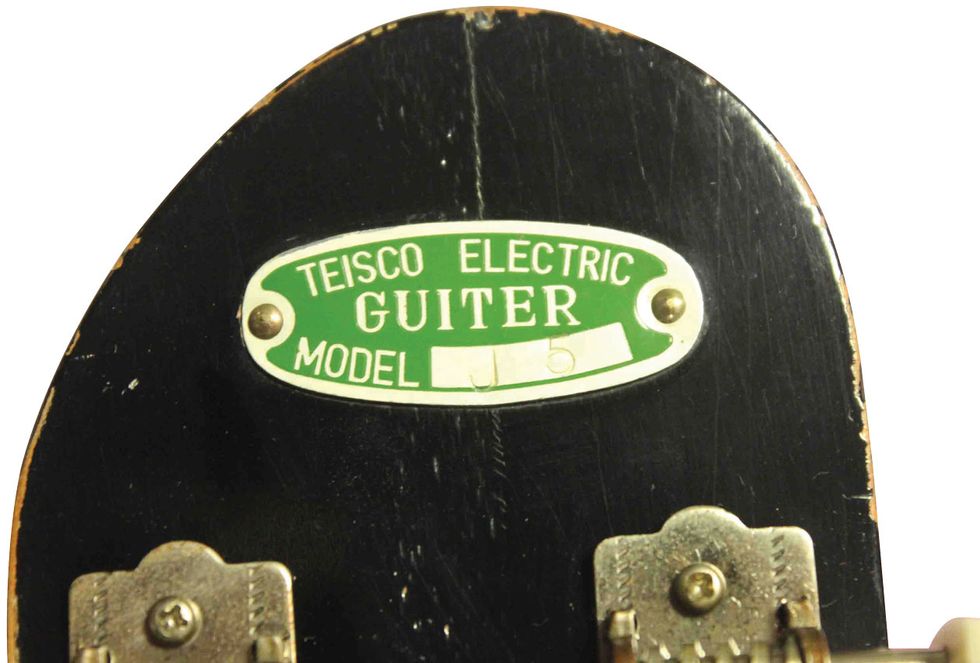 TEISCO ELECTRIC
GUITER
MODEL J 5